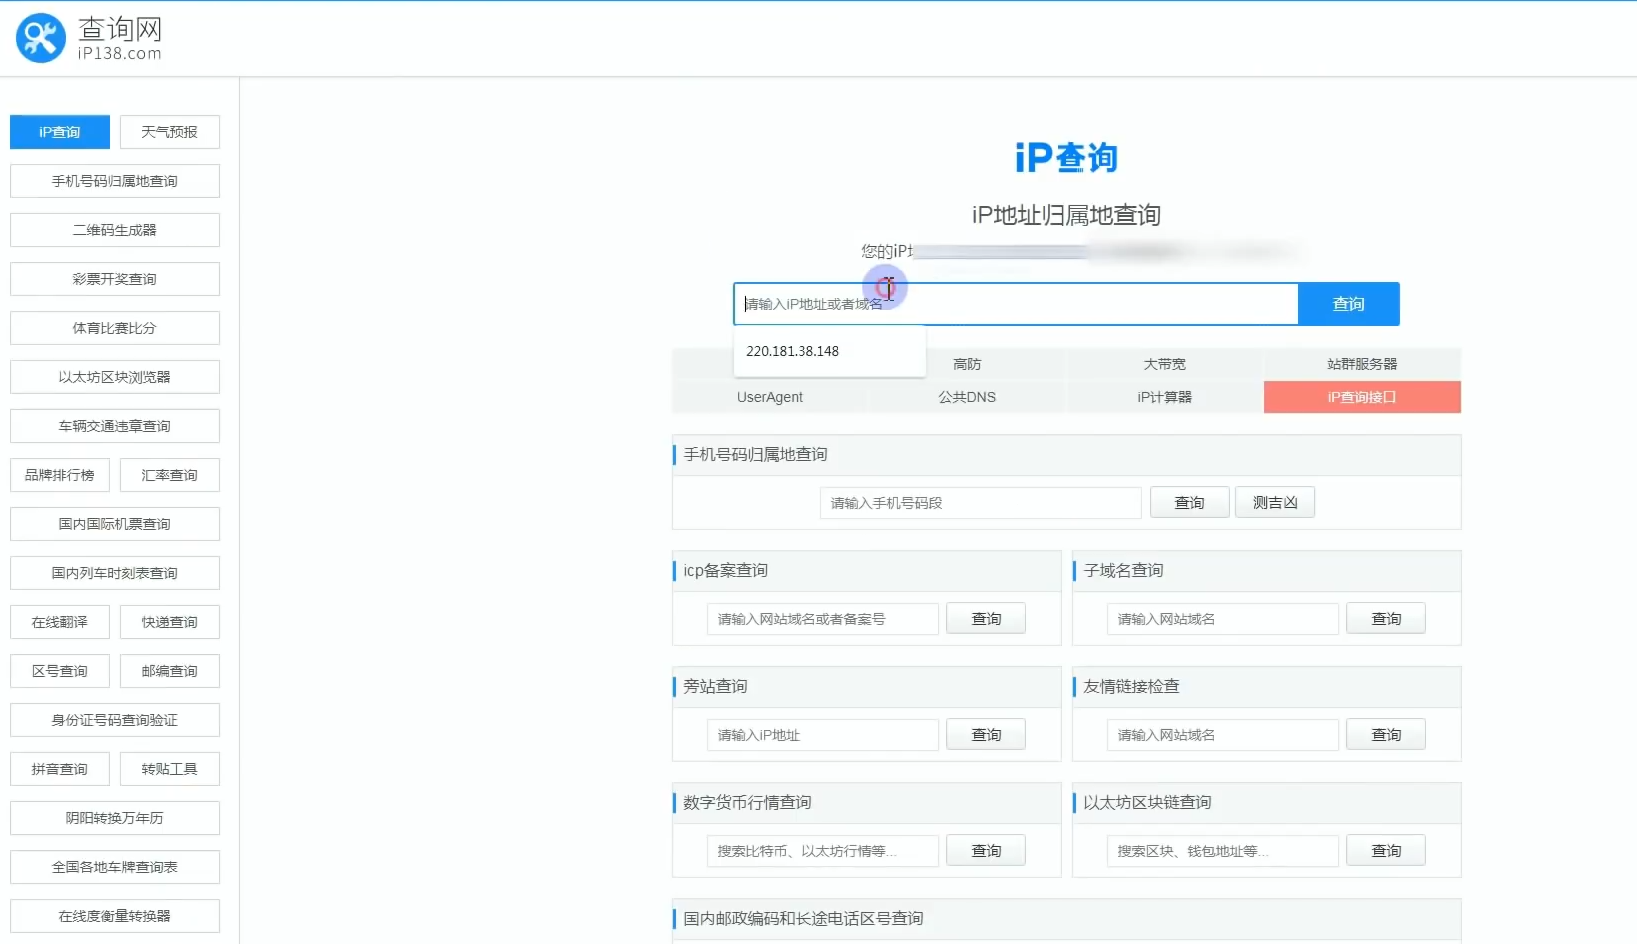 查询网
iP138.com
iP查询
天气预报
手机号码归属地查询
二维码生成器
彩票开奖查询
体育比赛比分
以太坊区块浏览器
车辆交通违章查询
品牌排行榜
汇率查询
国内国际机票查询
国内列车时刻表查询
在线翻译
快递查询
区号查询
邮编查询
身份证号码查询验证
拼音查询
转贴工具
阴阳转换万年历
全国各地车牌查询表
在线度衡量转换器
iP查询
iP地址归属地查询
您的iP
请输入iP地址或者域名
查询
220.181.38.148
高防
大带宽
站群服务器
UserAgent
公共DNS
iP计算器
iP查询接口
手机号码归属地查询
请输入手机号码段
查询
测吉凶
icp备案查询
子域名查询
请输入网站域名或者备案号
查询
请输入网站域名
查询
旁站查询
友情链接检查
请输入iP地址
查询
请输入网站域名
查询
数字货币行情查询
以太坊区块链查询
搜索比特币、以太坊行情等...
查询
搜索区块、钱包地址等...
查询
国内邮政编码和长途电话区号查询